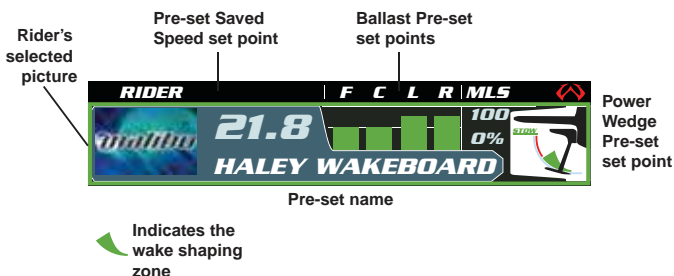 Rider's
selected
picture
Pre-set Saved
Speed set point
Ballast Pre-set
set points
RIDER F C L R MLS
malibu
21.8
100
0%
STOW
HALEY WAKEBOARD
Power
Wedge
Pre-set
set point
Pre-set name
Indicates the
wake shaping
zone